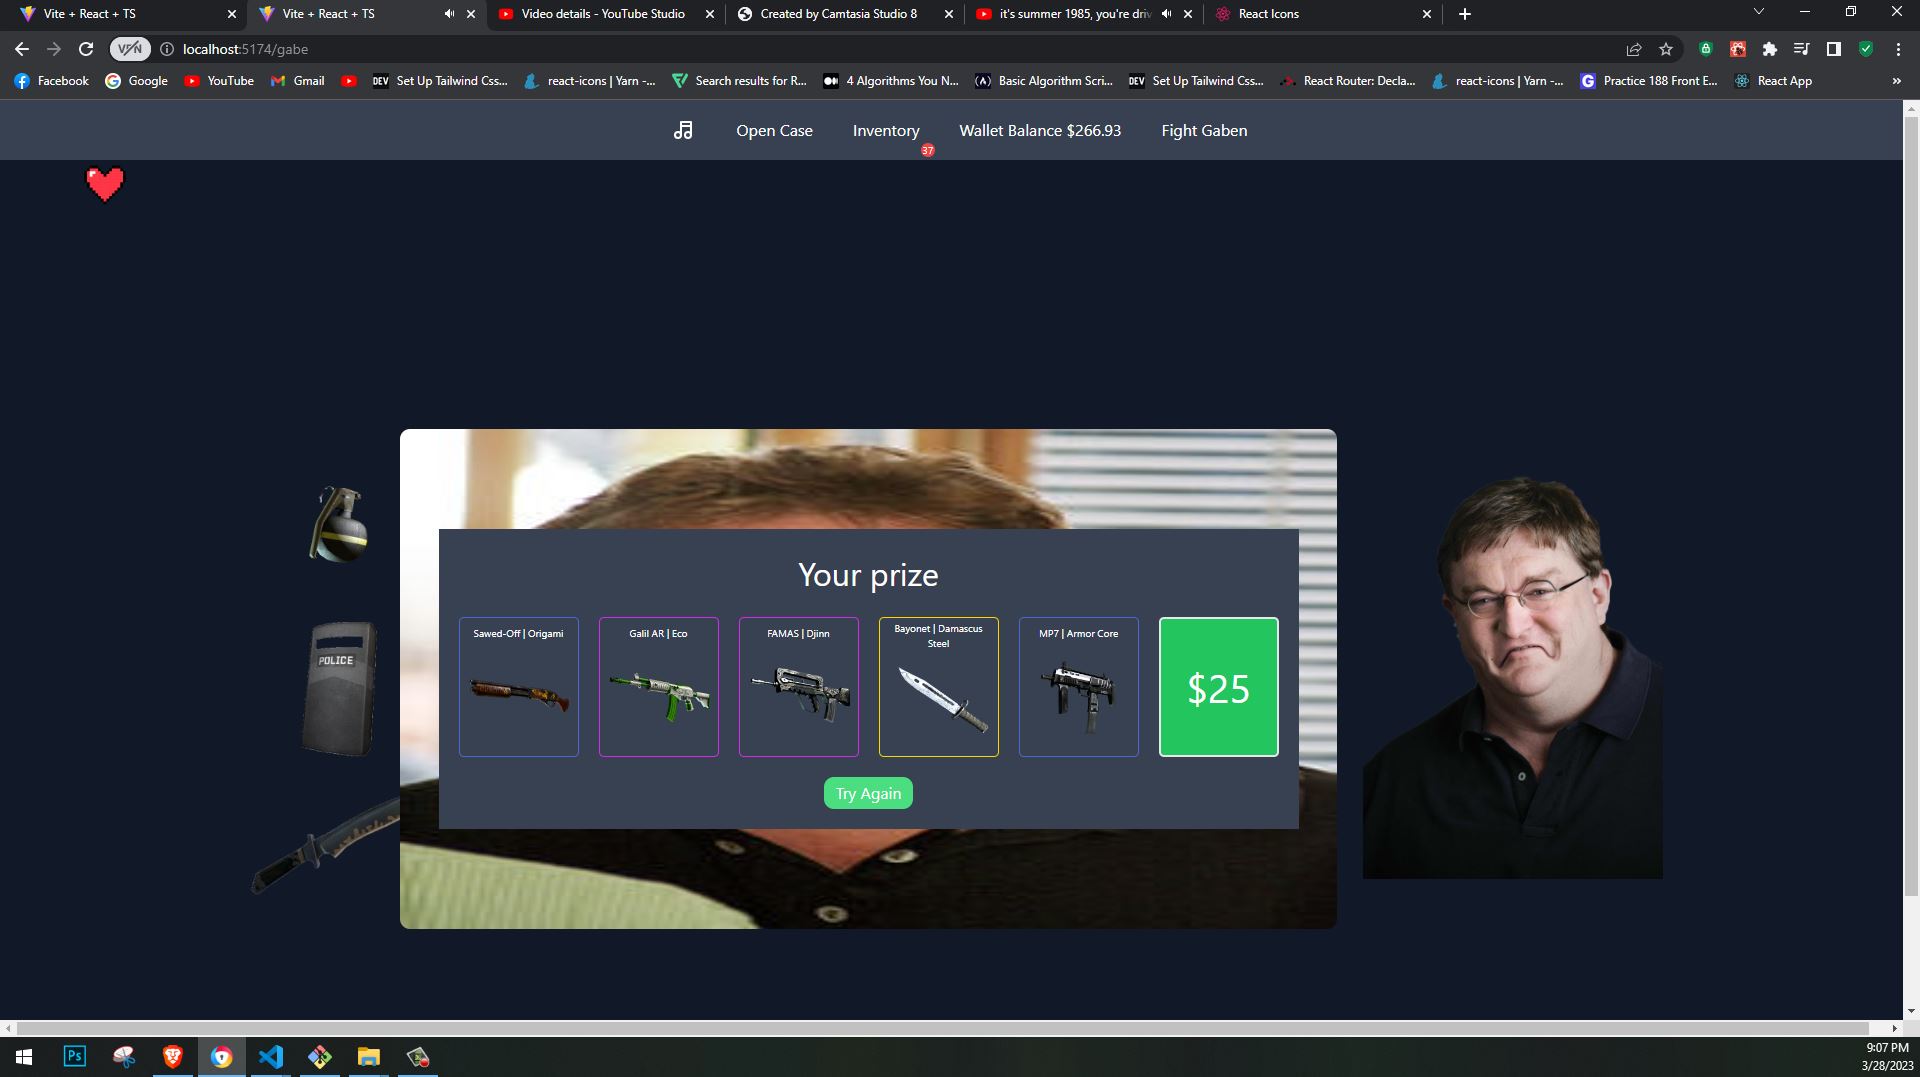 Vite + React + TS
Vite + React + TS
Video details - YouTube Studio
Created by Camtasia Studio 8
it's summer 1985, you're driv
React Icons
VPN
localhost:5174/gabe
Facebook
Google
YouTube
Gmail
DEV
Set Up Tailwind Css...
react-icons | Yarn -...
Search results for R...
4 Algorithms You N...
Basic Algorithm Scri...
DEV
Set Up Tailwind Css...
React Router: Decla...
react-icons | Yarn -...
G
Practice 188 Front E...
React App
»
Open Case
Inventory
37
Wallet Balance $266.93
Fight Gaben
Your prize
Sawed-Off | Origami
Galil AR | Eco
FAMAS | Djinn
Bayonet | Damascus
Steel
MP7 | Armor Core
$25
POLICE
Try Again
Ps
9:07 PM
3/28/2023